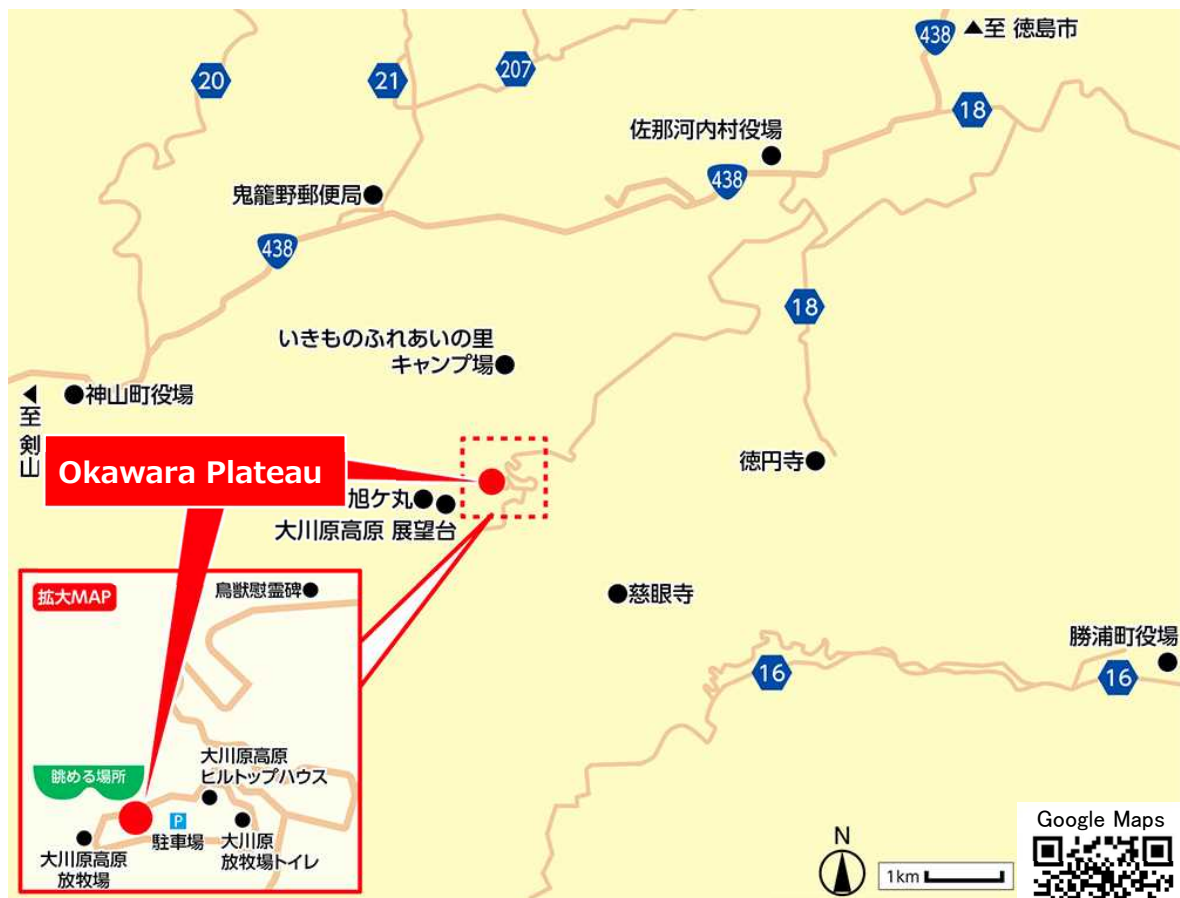 438
▲至 徳島市
20
21
207
18
佐那河内村役場
438
鬼籠野郵便局
438
18
いきものふれあいの里
キャンプ場
◀至 剣山
神山町役場
Okawara Plateau
徳円寺
旭ケ丸
大川原高原 展望台
慈眼寺
勝浦町役場
16
16
拡大MAP
鳥獣慰霊碑
大川原高原
ヒルトップハウス
眺める場所
P
駐車場
大川原
放牧場トイレ
大川原高原
放牧場
N
1km
Google Maps